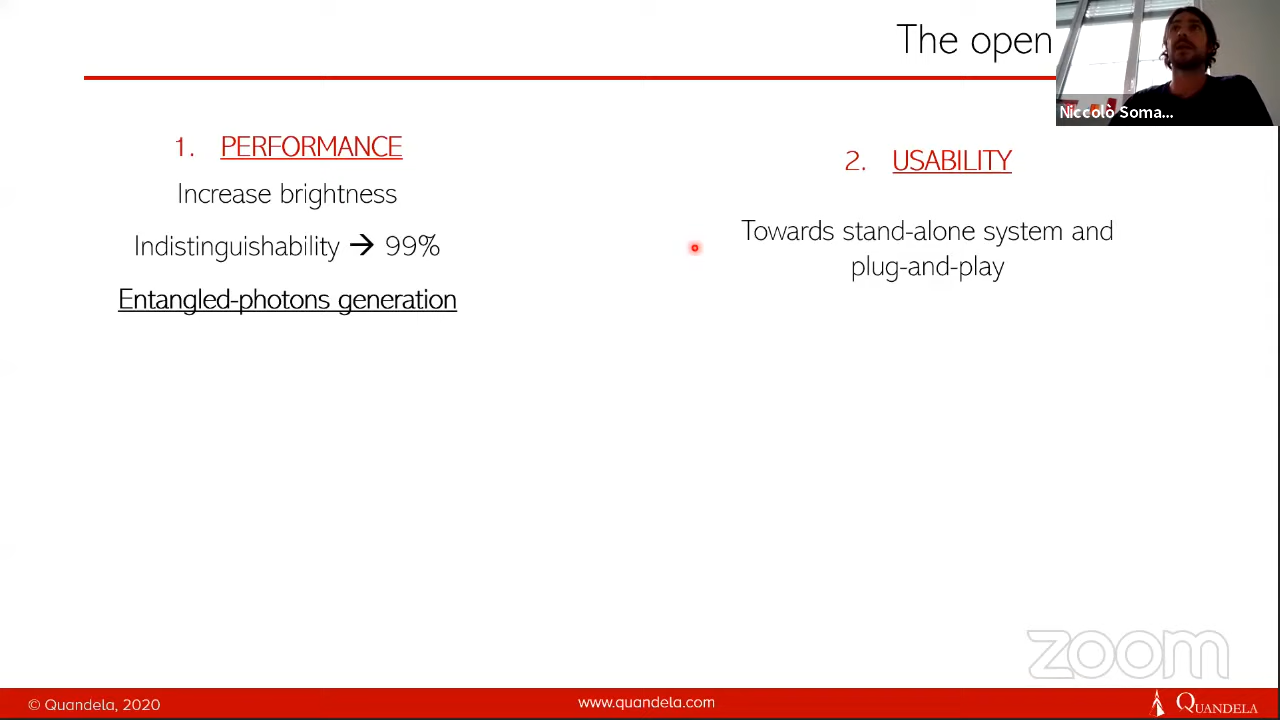 The open
Niccolò Soma...
1. PERFORMANCE
Increase brightness
Indistinguishability → 99%
Entangled-photons generation
2. USABILITY
Towards stand-alone system and
plug-and-play
zoom
© Quandela, 2020
www.quandela.com
QUANDELA